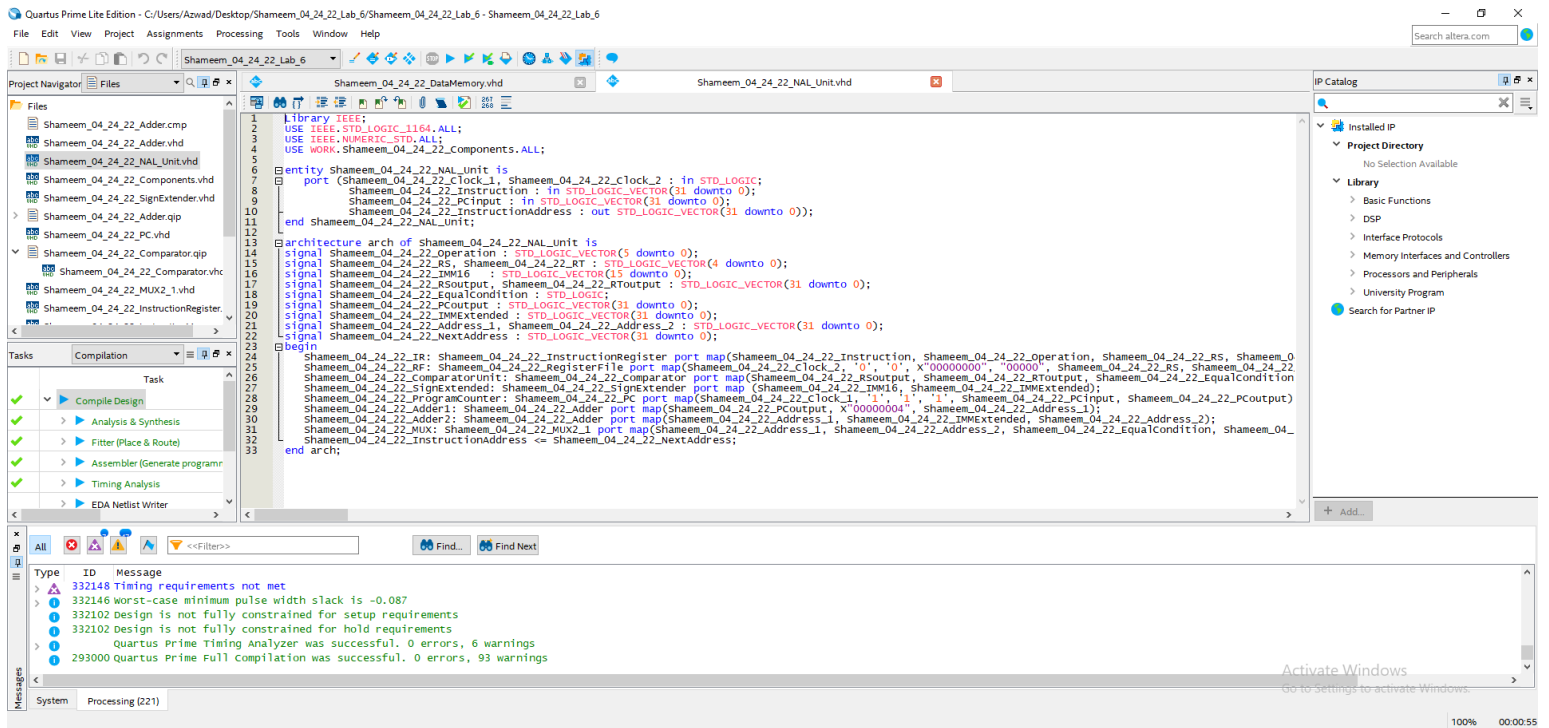 Quartus Prime Lite Edition - C:/Users/Azwad/Desktop/Shameem_04_24_22_Lab_6/Shameem_04_24_22_Lab_6 - Shameem_04_24_22_Lab_6
File Edit View Project Assignments Processing Tools Window Help
Search altera.com
Shameem_04_24_22_Lab_6
Project Navigator Files
Files
Shameem_04_24_22_Adder.cmp
Shameem_04_24_22_Adder.vhd
Shameem_04_24_22_NAL_Unit.vhd
Shameem_04_24_22_Components.vhd
Shameem_04_24_22_SignExtender.vhd
Shameem_04_24_22_Adder.qip
Shameem_04_24_22_PC.vhd
Shameem_04_24_22_Comparator.qip
Shameem_04_24_22_Comparator.vhd
Shameem_04_24_22_MUX2_1.vhd
Shameem_04_24_22_InstructionRegister.
Tasks Compilation
Task
Compile Design
Analysis & Synthesis
Fitter (Place & Route)
Assembler (Generate programm
Timing Analysis
EDA Netlist Writer
Shameem_04_24_22_DataMemory.vhd
Shameem_04_24_22_NAL_Unit.vhd
267
268
1 Library IEEE;
2 USE IEEE.STD_LOGIC_1164.ALL;
3 USE IEEE.NUMERIC_STD.ALL;
4 USE WORK.Shameem_04_24_22_Components.ALL;
5
6 entity Shameem_04_24_22_NAL_Unit is
7 port (Shameem_04_24_22_Clock_1, Shameem_04_24_22_Clock_2 : in STD_LOGIC;
8 Shameem_04_24_22_Instruction : in STD_LOGIC_VECTOR(31 downto 0);
9 Shameem_04_24_22_PCinput : in STD_LOGIC_VECTOR(31 downto 0);
10 Shameem_04_24_22_InstructionAddress : out STD_LOGIC_VECTOR(31 downto 0));
11 end Shameem_04_24_22_NAL_Unit;
12
13 architecture arch of Shameem_04_24_22_NAL_Unit is
14 signal Shameem_04_24_22_Operation : STD_LOGIC_VECTOR(5 downto 0);
15 signal Shameem_04_24_22_RS, Shameem_04_24_22_RT : STD_LOGIC_VECTOR(4 downto 0);
16 signal Shameem_04_24_22_IMM16 : STD_LOGIC_VECTOR(15 downto 0);
17 signal Shameem_04_24_22_RSoutput, Shameem_04_24_22_RToutput : STD_LOGIC_VECTOR(31 downto 0);
18 signal Shameem_04_24_22_EqualCondition : STD_LOGIC;
19 signal Shameem_04_24_22_PCoutput : STD_LOGIC_VECTOR(31 downto 0);
20 signal Shameem_04_24_22_IMMExtended : STD_LOGIC_VECTOR(31 downto 0);
21 signal Shameem_04_24_22_Address_1, Shameem_04_24_22_Address_2 : STD_LOGIC_VECTOR(31 downto 0);
22 signal Shameem_04_24_22_NextAddress : STD_LOGIC_VECTOR(31 downto 0);
23 begin
24 Shameem_04_24_22_IR: Shameem_04_24_22_InstructionRegister port map(Shameem_04_24_22_Instruction, Shameem_04_24_22_Operation, Shameem_04_24_22_RS, Shameem_0
25 Shameem_04_24_22_RF: Shameem_04_24_22_RegisterFile port map(Shameem_04_24_22_Clock_2, '0', '0', X"00000000", "00000", Shameem_04_24_22_RS, Shameem_04_24_22
26 Shameem_04_24_22_ComparatorUnit: Shameem_04_24_22_Comparator port map(Shameem_04_24_22_RSoutput, Shameem_04_24_22_RToutput, Shameem_04_24_22_EqualCondition
27 Shameem_04_24_22_SignExtended: Shameem_04_24_22_SignExtender port map (Shameem_04_24_22_IMM16, Shameem_04_24_22_IMMExtended);
28 Shameem_04_24_22_ProgramCounter: Shameem_04_24_22_PC port map(Shameem_04_24_22_Clock_1, '1', '1', '1', Shameem_04_24_22_PCinput, Shameem_04_24_22_PCoutput)
29 Shameem_04_24_22_Adder1: Shameem_04_24_22_Adder port map(Shameem_04_24_22_PCoutput, X"00000004", Shameem_04_24_22_Address_1);
30 Shameem_04_24_22_Adder2: Shameem_04_24_22_Adder port map(Shameem_04_24_22_Address_1, Shameem_04_24_22_IMMExtended, Shameem_04_24_22_Address_2);
31 Shameem_04_24_22_MUX: Shameem_04_24_22_MUX2_1 port map(Shameem_04_24_22_Address_1, Shameem_04_24_22_Address_2, Shameem_04_24_22_EqualCondition, Shameem_04_
32 Shameem_04_24_22_InstructionAddress <= Shameem_04_24_22_NextAddress;
33 end arch;
IP Catalog
Installed IP
Project Directory
No Selection Available
Library
Basic Functions
DSP
Interface Protocols
Memory Interfaces and Controllers
Processors and Peripherals
University Program
Search for Partner IP
+ Add...
All <<Filter>> Find... Find Next
Type ID Message
332148 Timing requirements not met
332146 Worst-case minimum pulse width slack is -0.087
332102 Design is not fully constrained for setup requirements
332102 Design is not fully constrained for hold requirements
Quartus Prime Timing Analyzer was successful. 0 errors, 6 warnings
293000 Quartus Prime Full Compilation was successful. 0 errors, 93 warnings
Messages
System Processing (221)
Activate Windows
Go to Settings to activate Windows.
100% 00:00:55